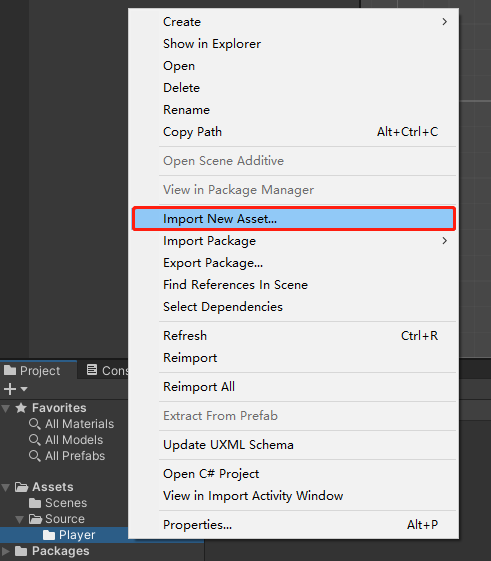 Create
Show in Explorer
Open
Delete
Rename
Copy Path Alt+Ctrl+C
Open Scene Additive
View in Package Manager
Import New Asset...
Import Package
Export Package...
Find References In Scene
Select Dependencies
Refresh Ctrl+R
Reimport
Reimport All
Extract From Prefab
Update UXML Schema
Open C# Project
View in Import Activity Window
Properties... Alt+P
Project
Cons
Favorites
All Materials
All Models
All Prefabs
Assets
Scenes
Source
Player
Packages